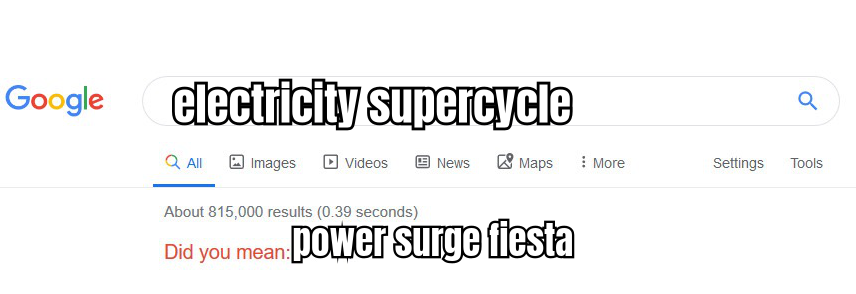 Google electricity supercycle
All Images Videos News Maps More Settings Tools
About 815,000 results (0.39 seconds)
Did you mean: power surge fiesta